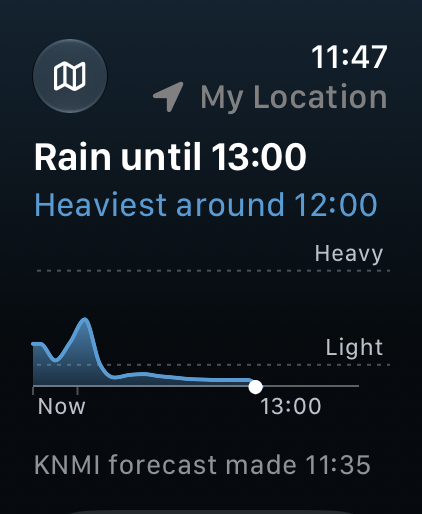 11:47
My Location
Rain until 13:00
Heaviest around 12:00
Heavy
Light
Now
13:00
KNMI forecast made 11:35